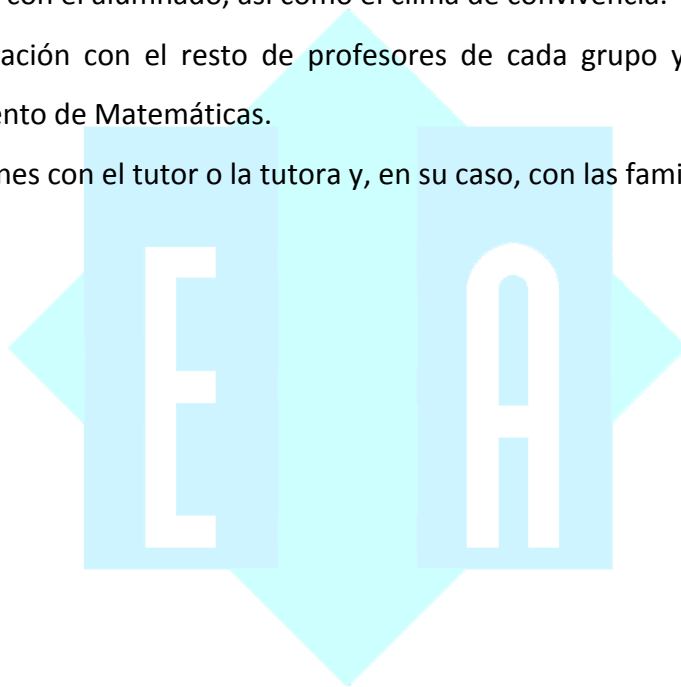 con el alumnado, así como el clima de convivencia.
ación con el resto de profesores de cada grupo y
ento de Matemáticas.
nes con el tutor o la tutora y, en su caso, con las fami
E A